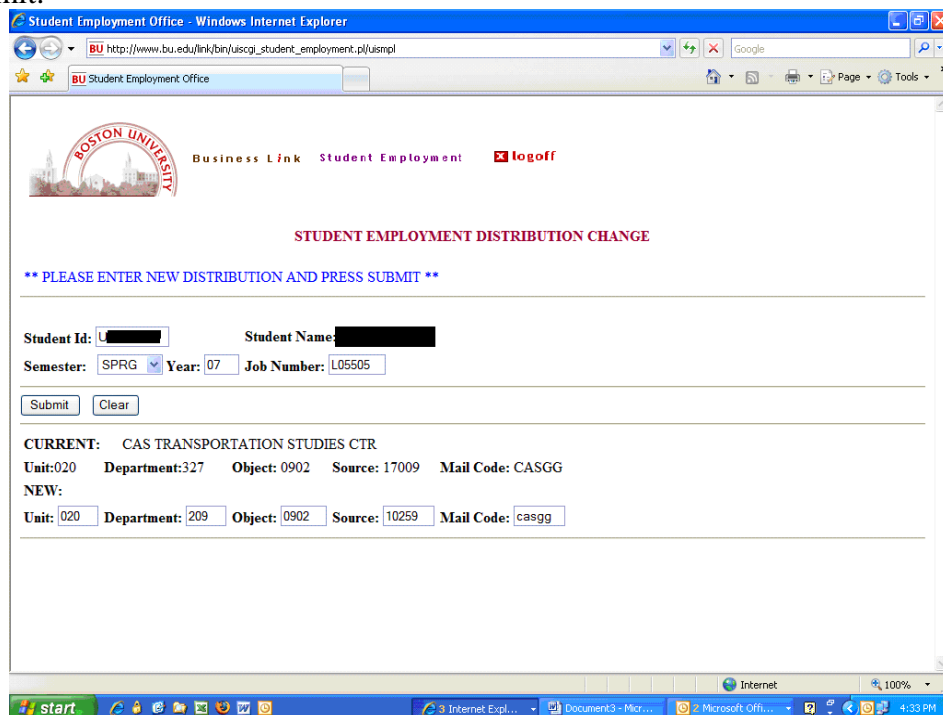 Student Employment Office - Windows Internet Explorer
BU http://www.bu.edu/link/bin/uiscgi_student_employment.pl/uismpl Google
BU Student Employment Office Page Tools
BOSTON UNIVERSITY
Business Link Student Employment logoff
STUDENT EMPLOYMENT DISTRIBUTION CHANGE
** PLEASE ENTER NEW DISTRIBUTION AND PRESS SUBMIT **
Student Id: U Student Name:
Semester: SPRG Year: 07 Job Number: L05505
Submit Clear
CURRENT: CAS TRANSPORTATION STUDIES CTR
Unit:020 Department:327 Object: 0902 Source: 17009 Mail Code: CASGG
NEW:
Unit: 020 Department: 209 Object: 0902 Source: 10259 Mail Code: casgg
Internet 100%
start 3 Internet Expl... Document3 - Micr... 2 Microsoft Offi... 4:33 PM